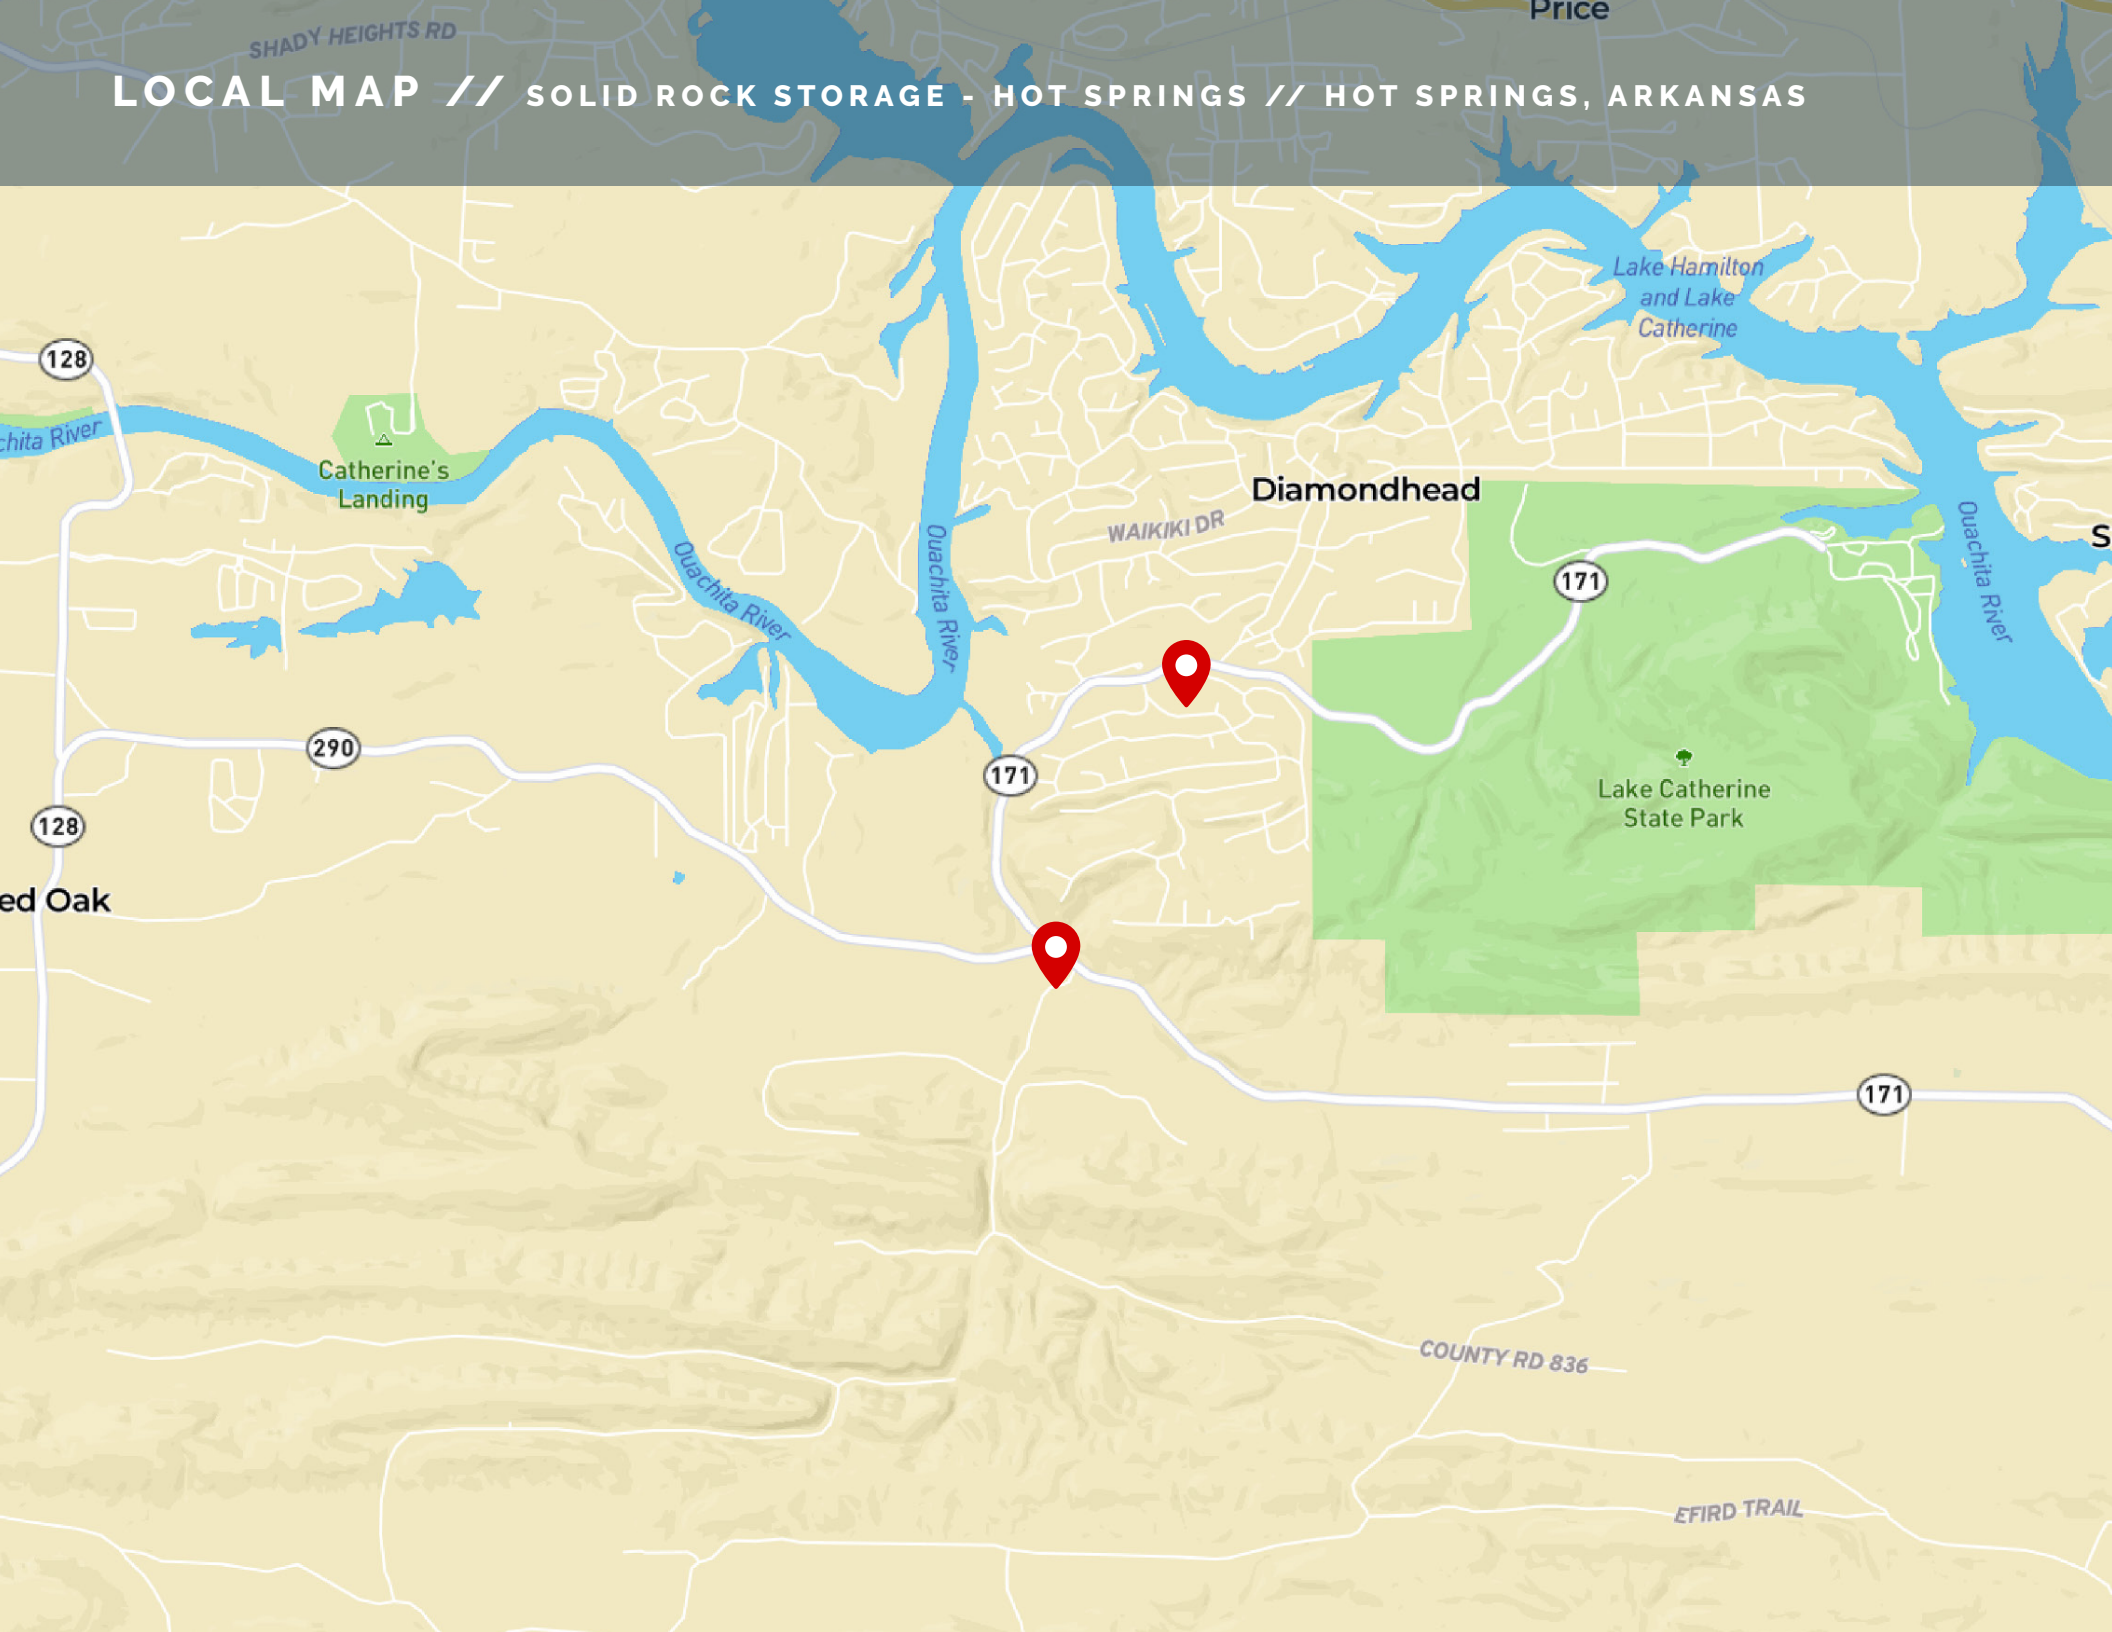 Price
SHADY HEIGHTS RD
LOCAL MAP // SOLID ROCK STORAGE - HOT SPRINGS // HOT SPRINGS, ARKANSAS
Lake Hamilton
and Lake
Catherine
128
chita River
Catherine's
Landing
Diamondhead
WAIKIKI DR
Ouachita River
Ouachita River
Ouachita River
S
171
290
171
Lake Catherine
State Park
128
ed Oak
171
COUNTY RD 836
EFIRD TRAIL